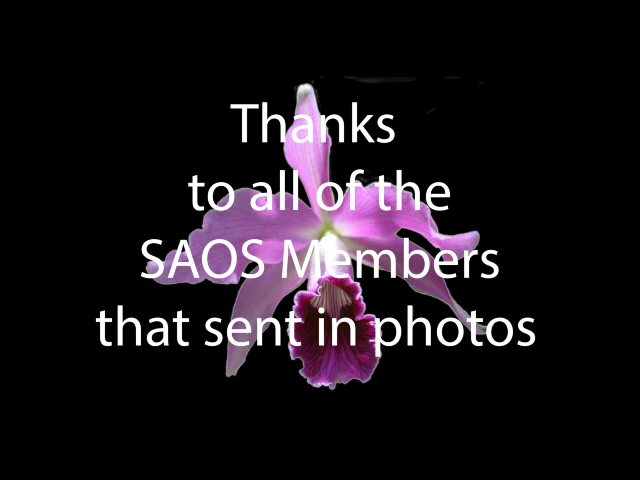 Thanks
to all of the
SAOS Members
that sent in photos